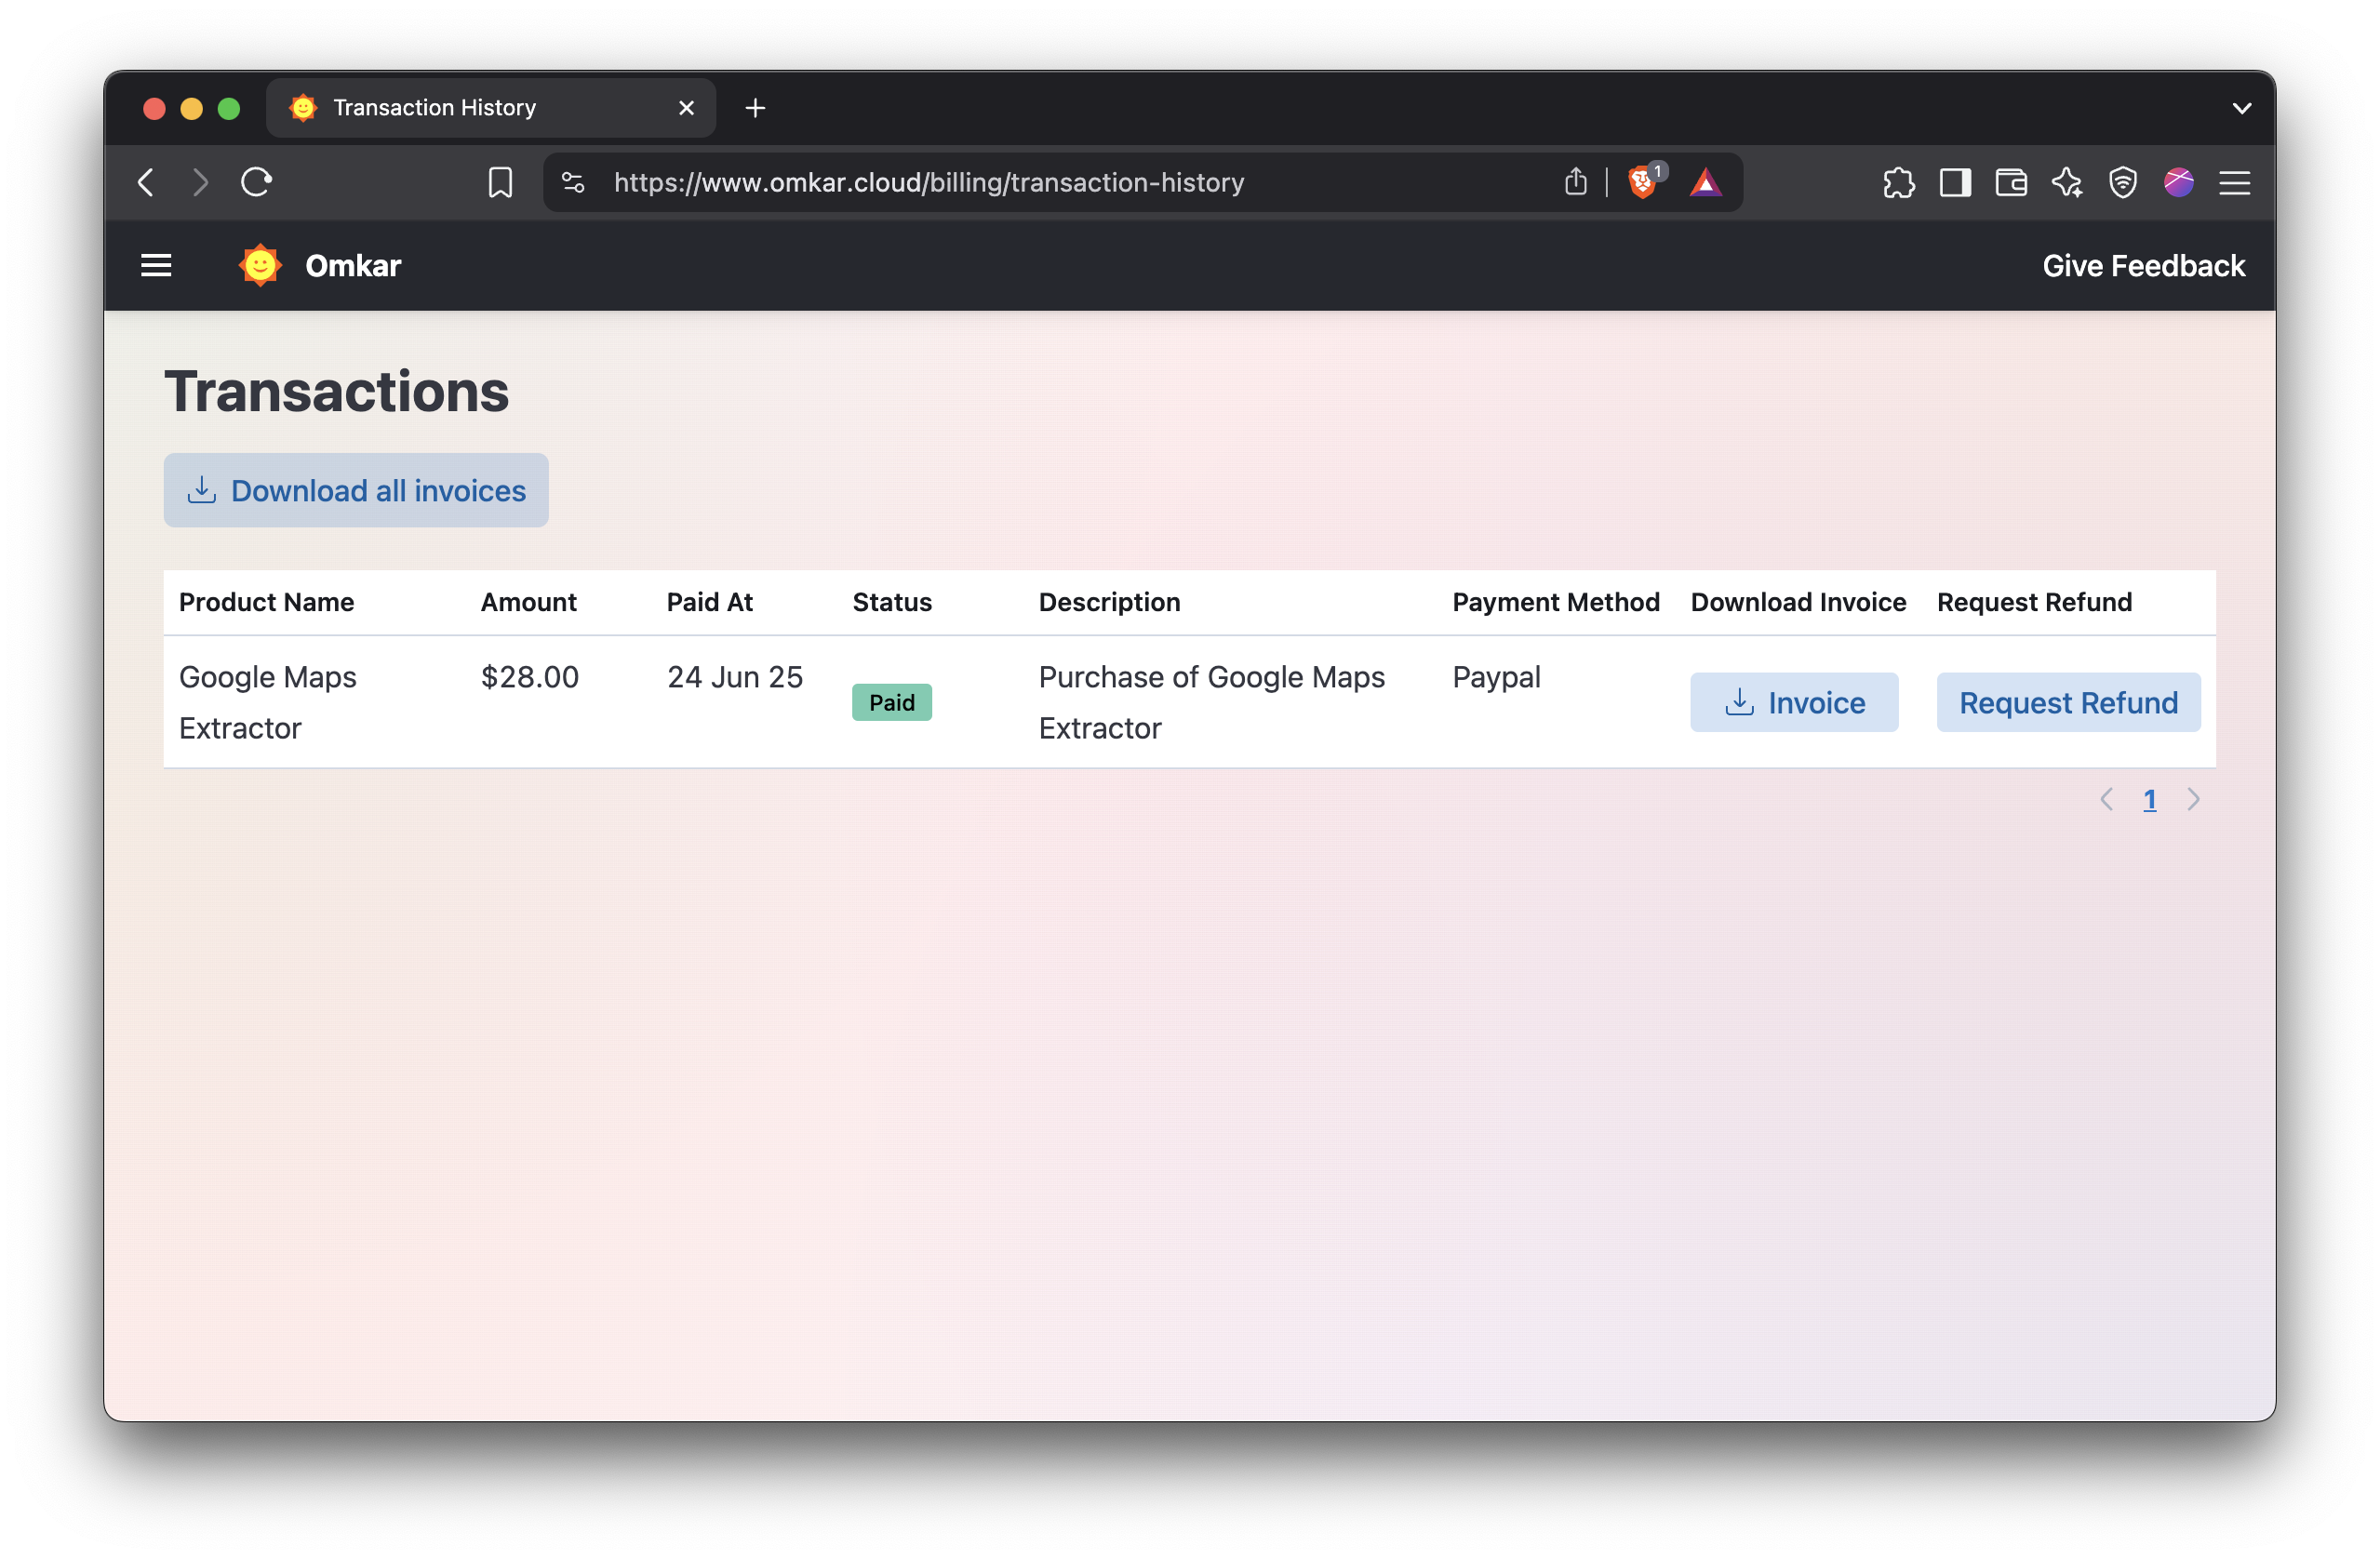 Transaction History
https://www.omkar.cloud/billing/transaction-history
1
Omkar
Give Feedback
Transactions
Download all invoices
Product Name Amount Paid At Status Description Payment Method Download Invoice Request Refund
Google Maps Extractor $28.00 24 Jun 25 Paid Purchase of Google Maps Extractor Paypal Invoice Request Refund
1